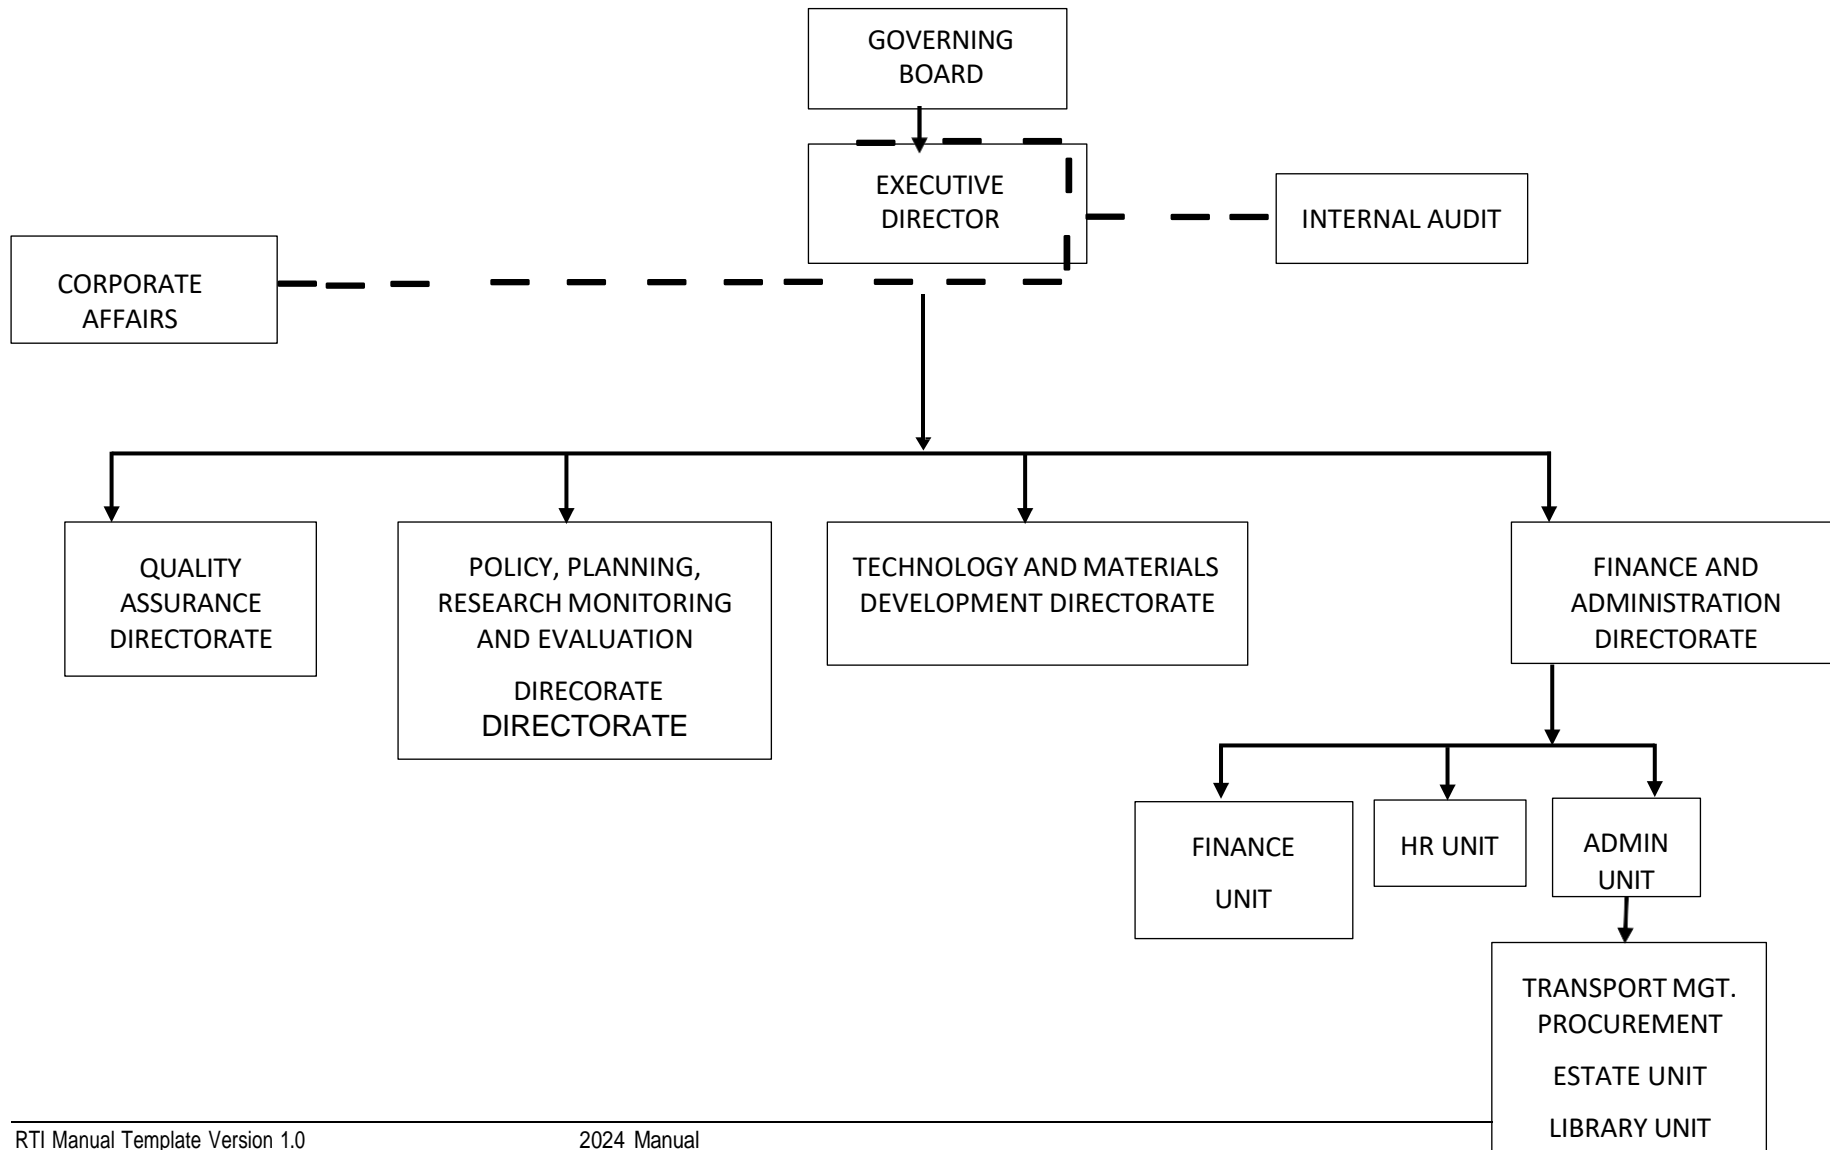 GOVERNING
BOARD
EXECUTIVE
DIRECTOR
INTERNAL AUDIT
CORPORATE
AFFAIRS
QUALITY
ASSURANCE
DIRECTORATE
POLICY, PLANNING,
RESEARCH MONITORING
AND EVALUATION
DIRECORATE
DIRECTORATE
TECHNOLOGY AND MATERIALS
DEVELOPMENT DIRECTORATE
FINANCE AND
ADMINISTRATION
DIRECTORATE
FINANCE
UNIT
HR UNIT
ADMIN
UNIT
TRANSPORT MGT.
PROCUREMENT
ESTATE UNIT
LIBRARY UNIT
RTI Manual Template Version 1.0 2024 Manual